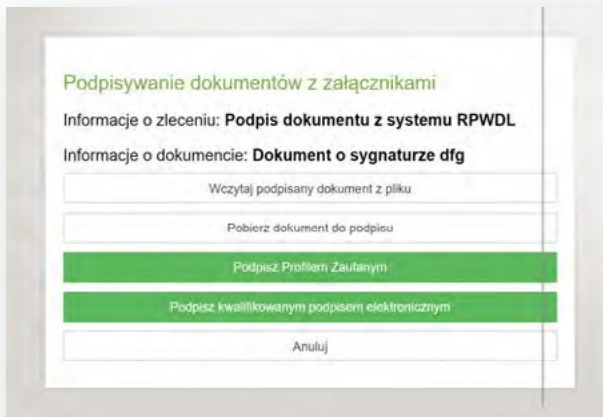 Podpisywanie dokumentów z załącznikami
Informacje o zleceniu: Podpis dokumentu z systemu RPWDL
Informacje o dokumencie: Dokument o sygnaturze dfg
Wczytaj podpisany dokument z pliku
Pobierz dokument do podpisu
Podpisz Profilem Zaufanym
Podpisz kwalifikowanym podpisem elektronicznym
Anuluj